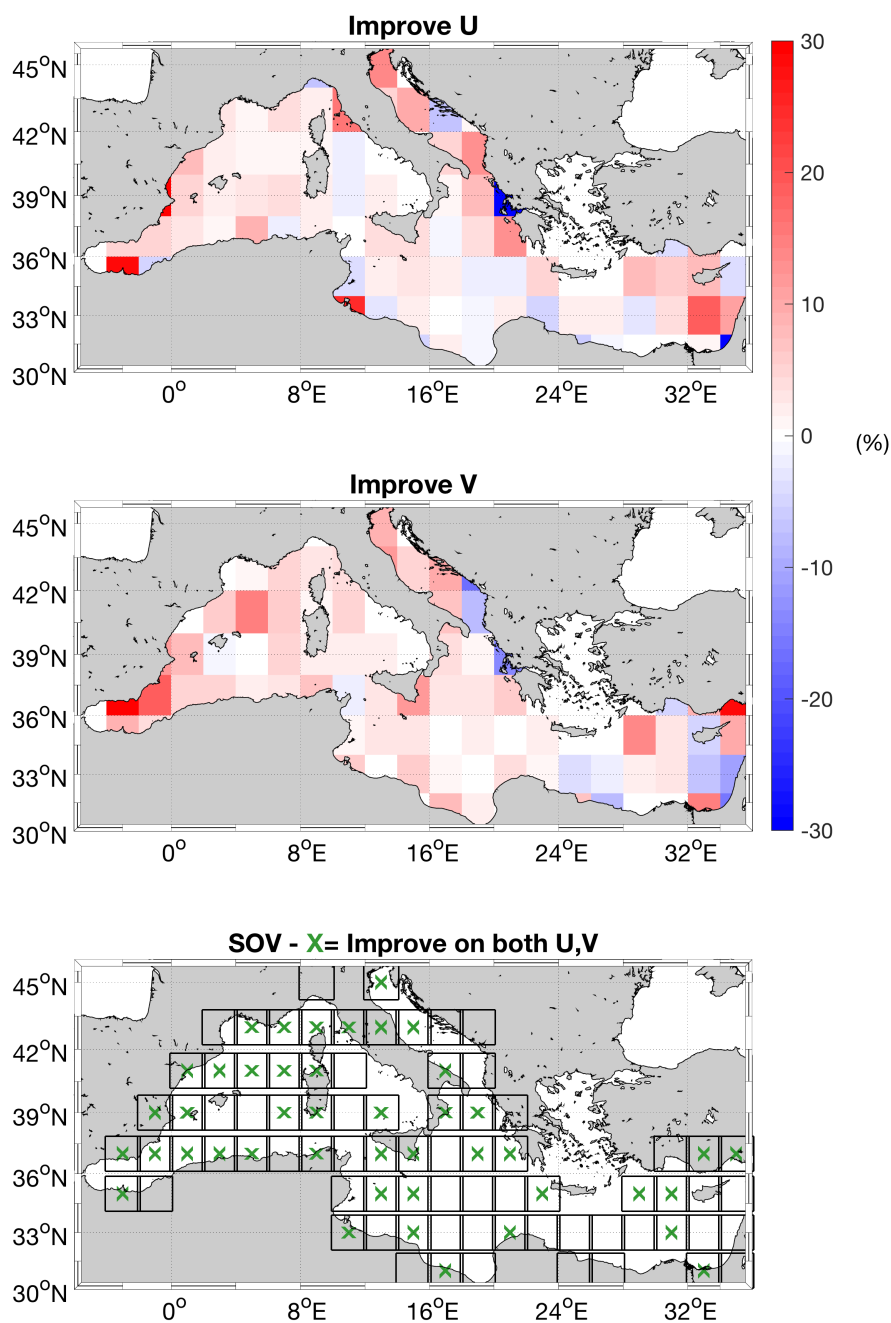 Improve U
45°N
42°N
39°N
36°N
33°N
30°N
0° 8°E 16°E 24°E 32°E
30
20
10
0
-10
-20
-30
(%)
Improve V
45°N
42°N
39°N
36°N
33°N
30°N
0° 8°E 16°E 24°E 32°E
SOV - X= Improve on both U,V
45°N
42°N
39°N
36°N
33°N
30°N
0° 8°E 16°E 24°E 32°E